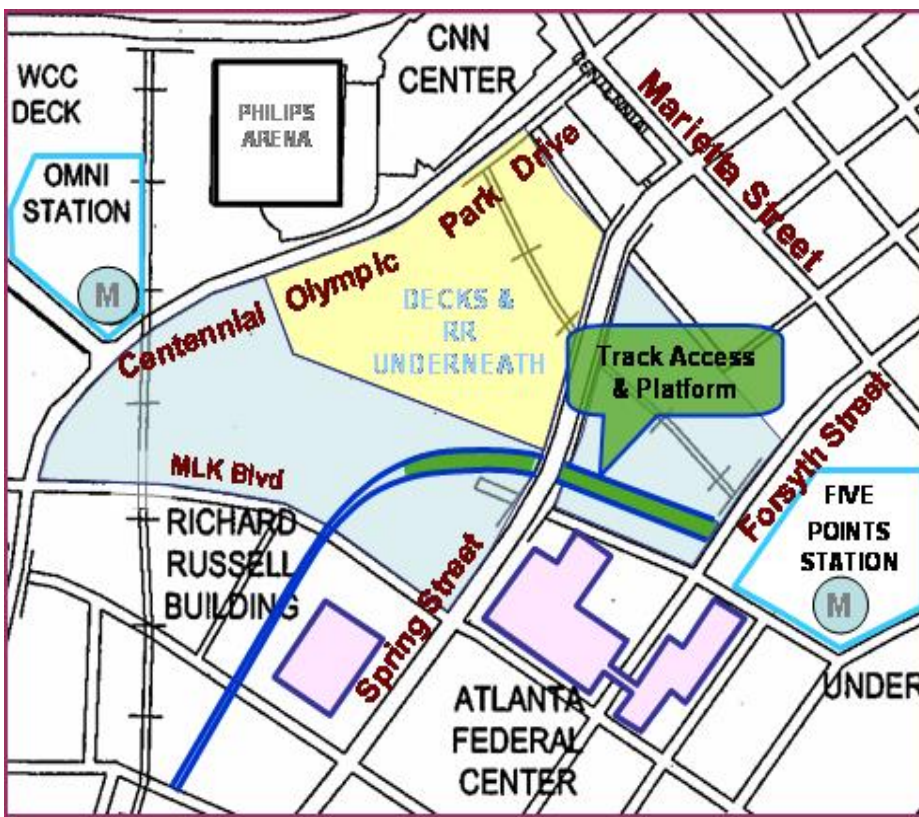 CNN
CENTER
WCC
DECK
PHILIPS
ARENA
CENTENNIAL
Marietta Street
OMNI
STATION
M
Centennial Olympic Park Drive
DECKS &
RR
UNDERNEATH
Track Access
& Platform
MLK Blvd
Forsyth Street
FIVE
POINTS
STATION
M
RICHARD
RUSSELL
BUILDING
Spring Street
ATLANTA
FEDERAL
CENTER
UNDER